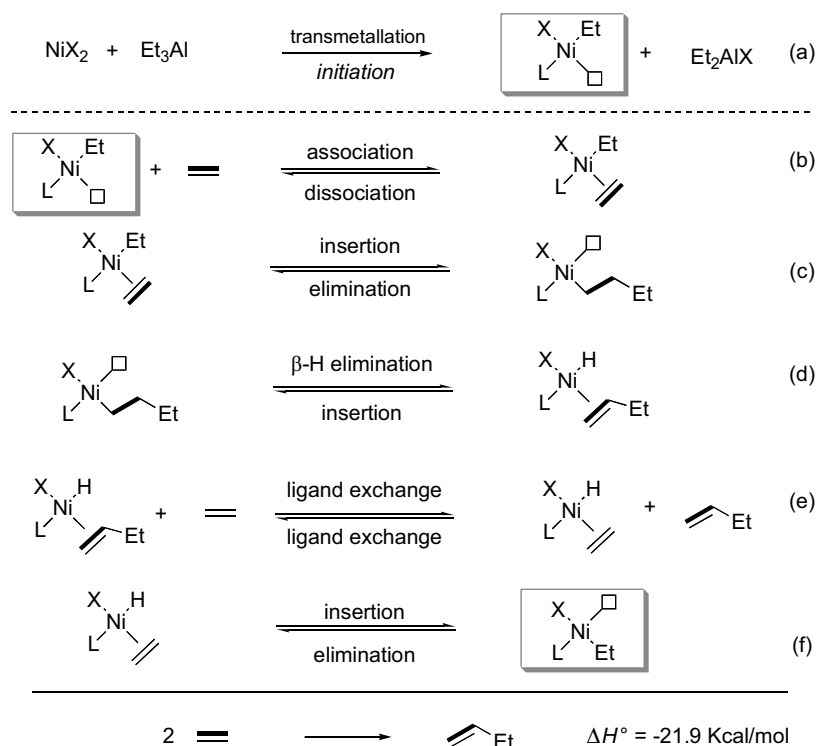 NiX2 + Et3Al transmetallation initiation X Et Ni L + Et2AlX (a)
X Et Ni L + association dissociation X Et Ni L (b)
X Et Ni L insertion elimination X Ni L Et (c)
X Ni L Et β-H elimination insertion X H Ni L Et (d)
X H Ni L Et + ligand exchange ligand exchange X H Ni L + Et (e)
X H Ni L insertion elimination X Ni L Et (f)
2 Et ΔH° = -21.9 Kcal/mol